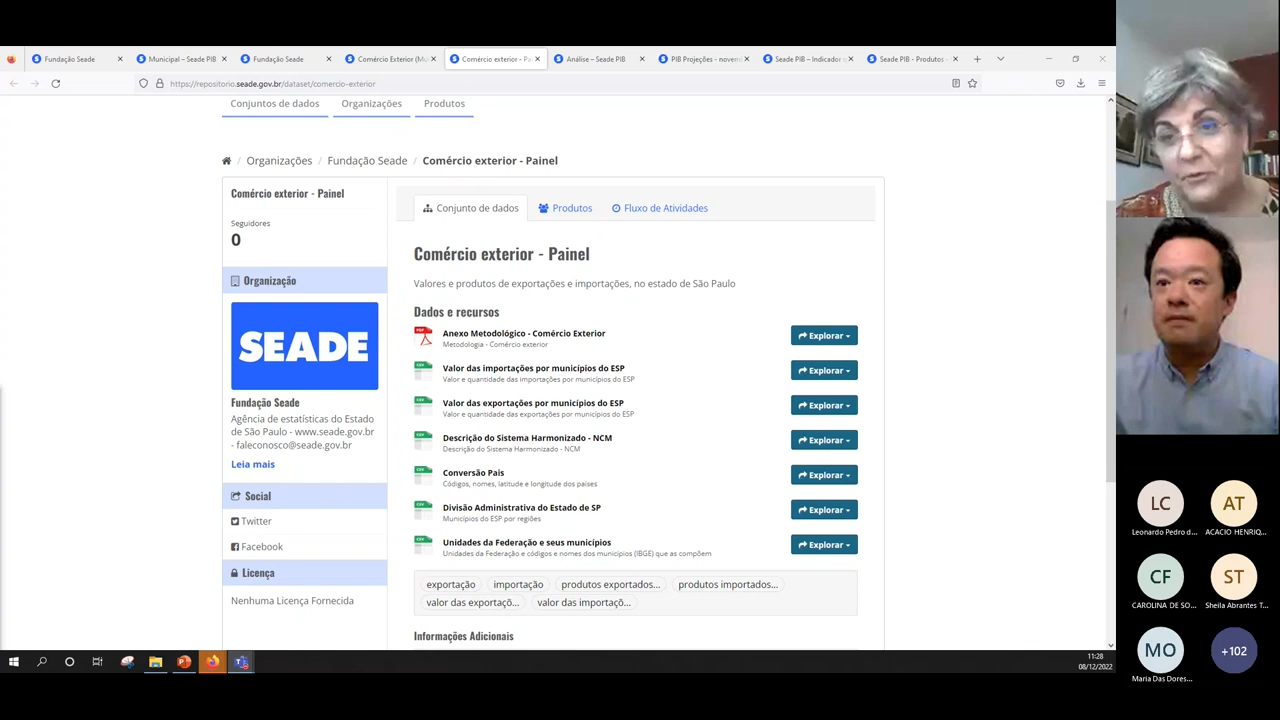 Fundação Seade
Municipal – Seade PIB
Fundação Seade
Comércio Exterior (Mu
Comércio exterior - Pa
Análise – Seade PIB
PIB Projeções - novem
Seade PIB – Indicador
Seade PIB - Produtos -
https://repositorio.seade.gov.br/dataset/comercio-exterior
Conjuntos de dados
Organizações
Produtos
/ Organizações / Fundação Seade / Comércio exterior - Painel
Comércio exterior - Painel
Seguidores
0
Organização
SEADE
Fundação Seade
Agência de estatísticas do Estado
de São Paulo - www.seade.gov.br
- faleconosco@seade.gov.br
Leia mais
Social
Twitter
Facebook
Licença
Nenhuma Licença Fornecida
Conjunto de dados
Produtos
Fluxo de Atividades
Comércio exterior - Painel
Valores e produtos de exportações e importações, no estado de São Paulo
Dados e recursos
Anexo Metodológico - Comércio Exterior
Metodologia - Comércio exterior
Explorar
Valor das importações por municípios do ESP
Valor e quantidade das importações por municípios do ESP
Explorar
Valor das exportações por municípios do ESP
Valor e quantidade das exportações por municípios do ESP
Explorar
Descrição do Sistema Harmonizado - NCM
Descrição do Sistema Harmonizado - NCM
Explorar
Conversão Pais
Códigos, nomes, latitude e longitude dos países
Explorar
Divisão Administrativa do Estado de SP
Municípios do ESP por regiões
Explorar
Unidades da Federação e seus municípios
Unidades da Federação e códigos e nomes dos municípios (IBGE) que as compõem
Explorar
exportação
importação
produtos exportados...
produtos importados...
valor das exportaçõ...
valor das importaçõ...
Informações Adicionais
11:28
08/12/2022
LC
Leonardo Pedro d...
AT
ACACIO HENRIQ...
CF
CAROLINA DE SO...
ST
Sheila Abrantes T...
MO
Maria Das Dores...
+102